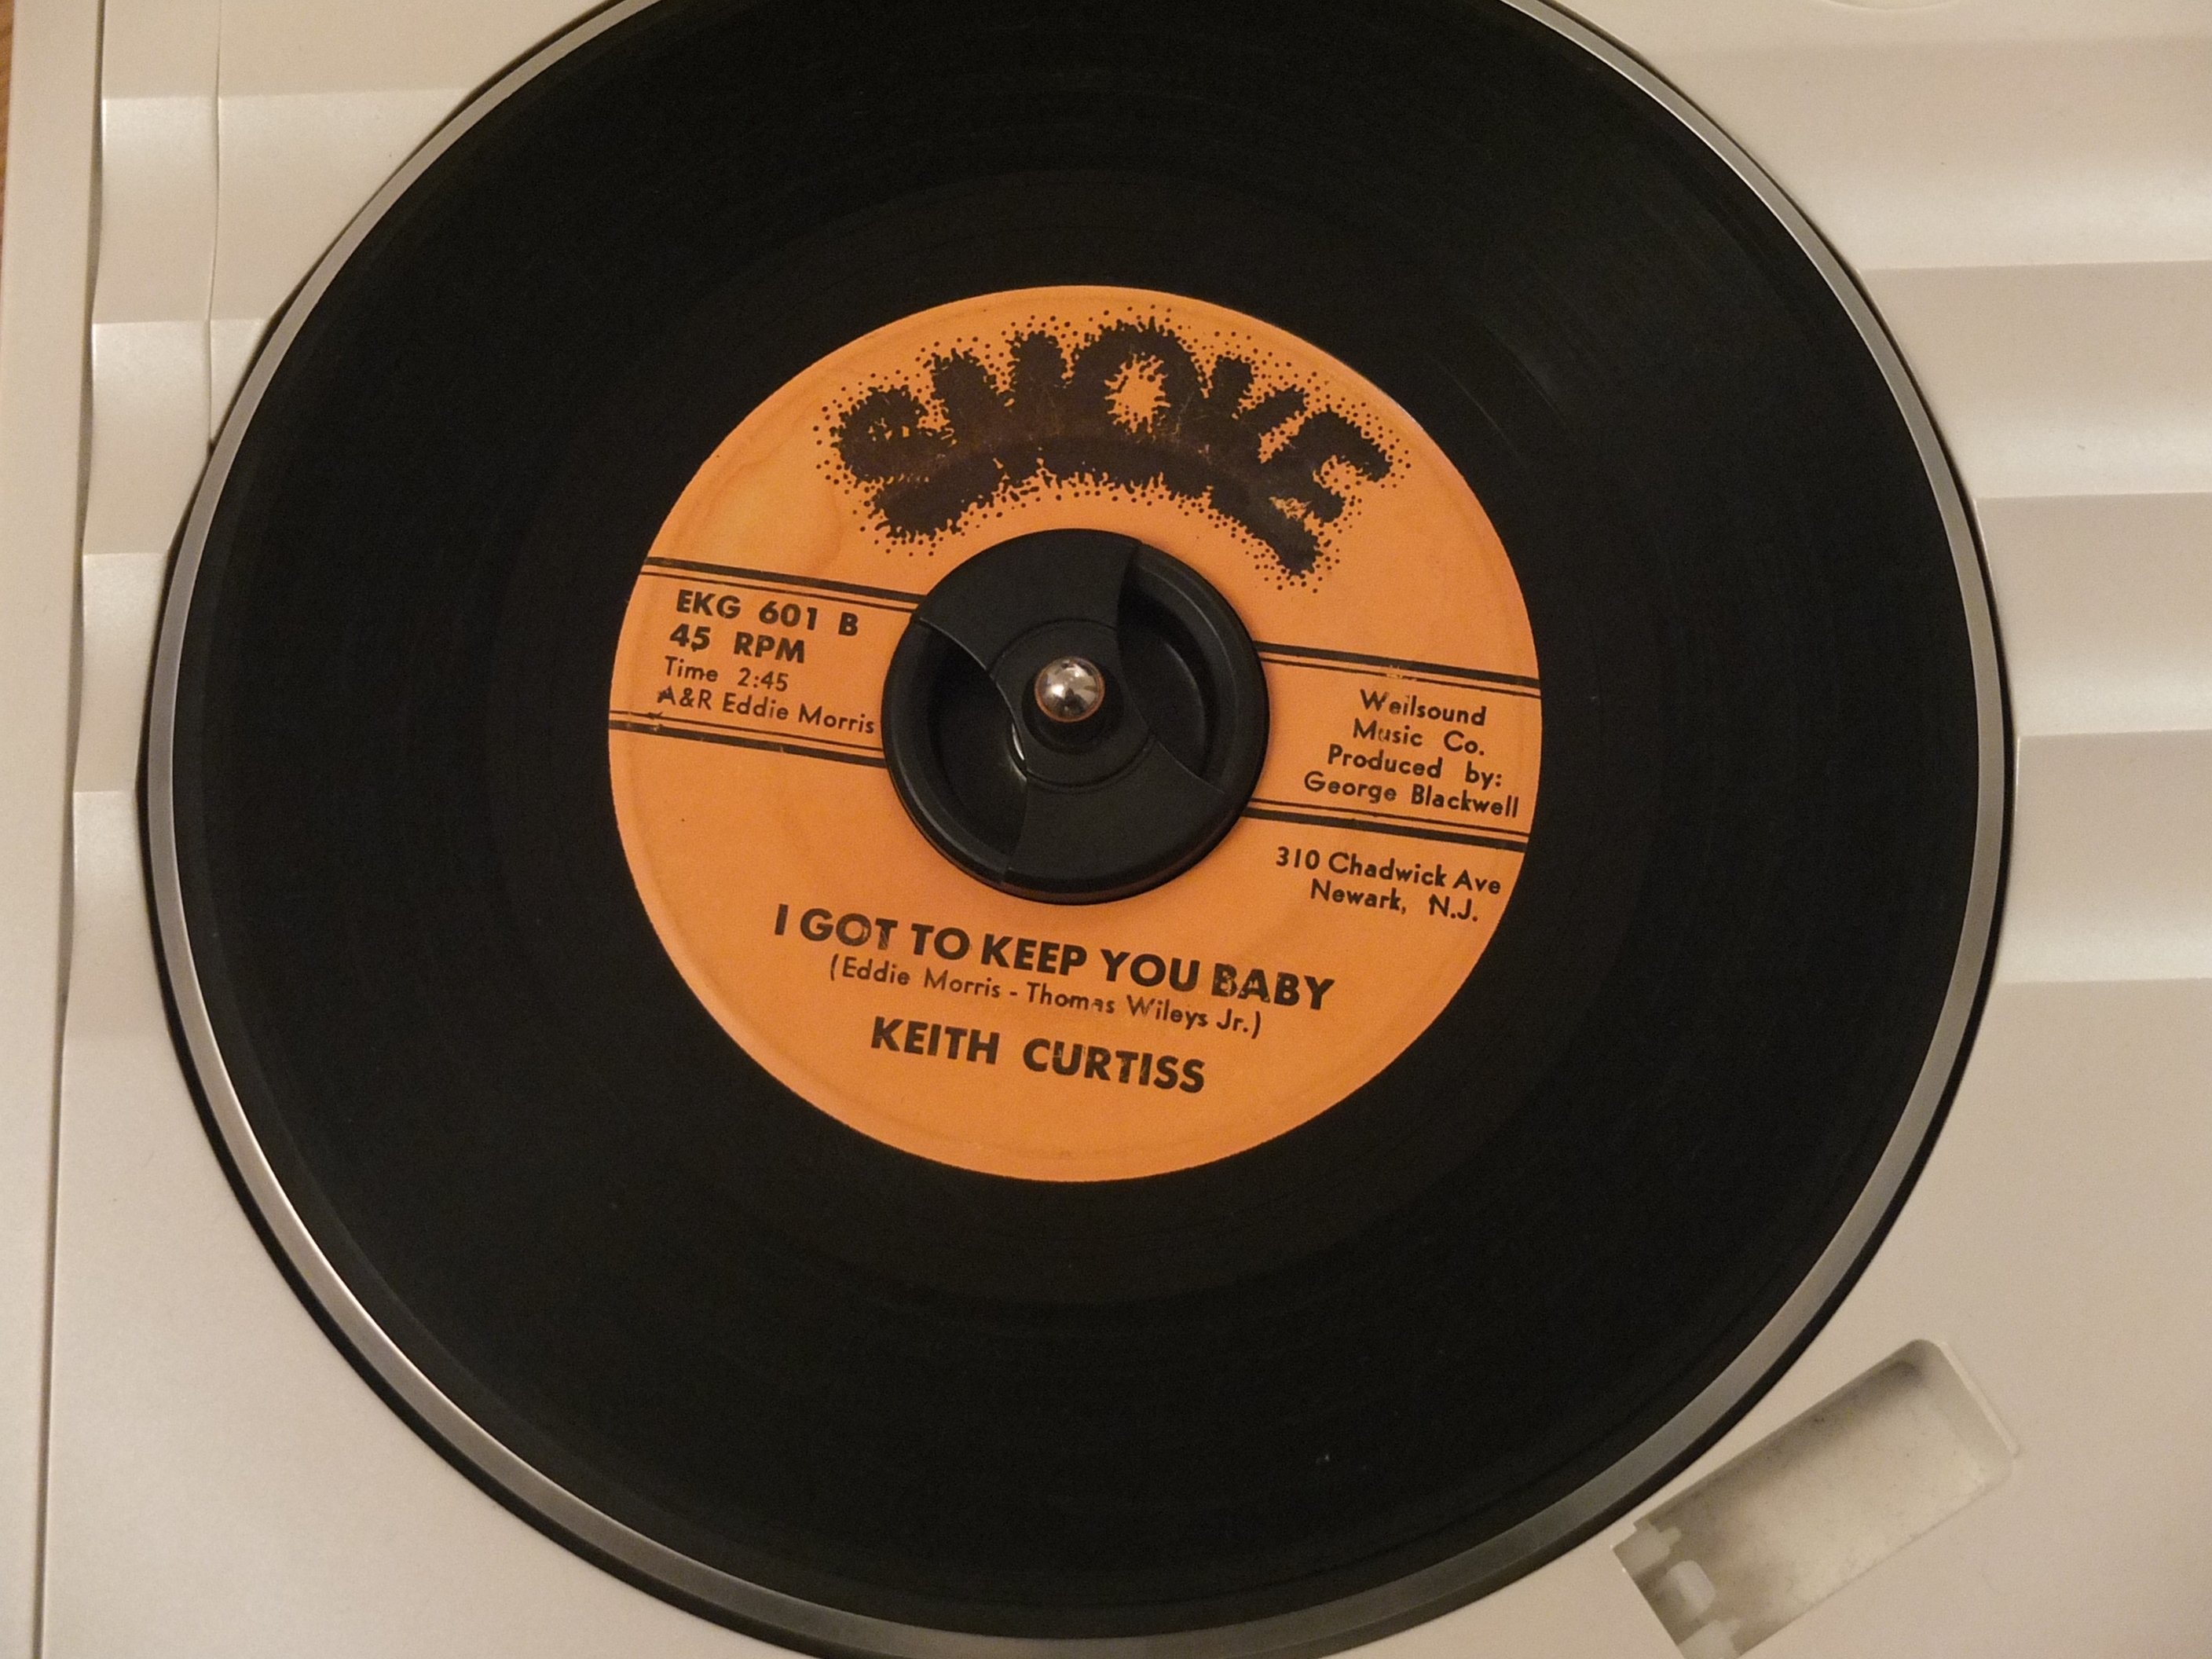 SMOKE
EKG 601 B
45 RPM
Time 2:45
A&R Eddie Morris
Weilsound
Music Co.
Produced by:
George Blackwell
310 Chadwick Ave
Newark, N.J.
I GOT TO KEEP YOU BABY
(Eddie Morris - Thomas Wileys Jr.)
KEITH CURTISS